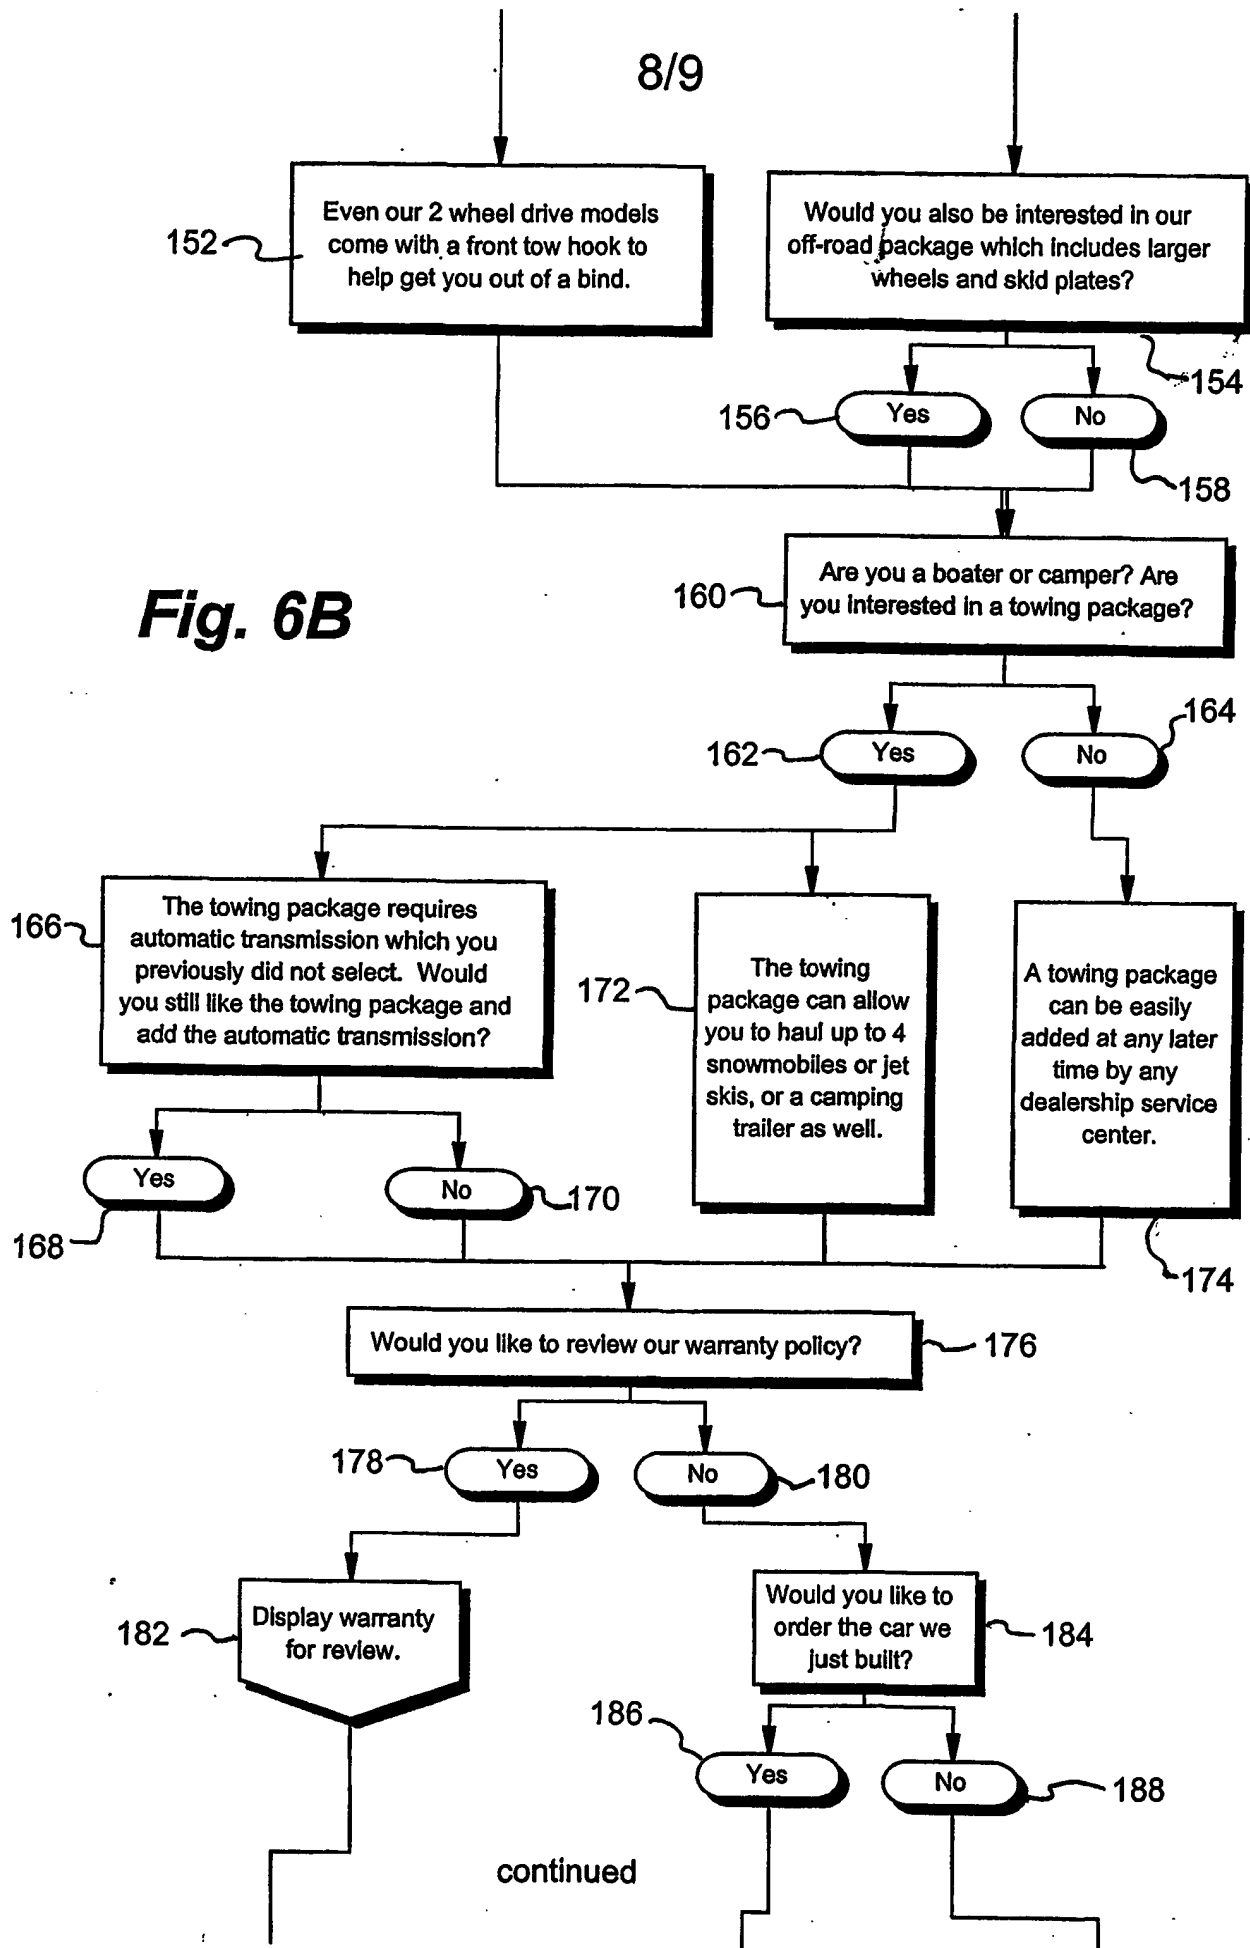 8/9
Even our 2 wheel drive models
come with a front tow hook to
help get you out of a bind.
152
Would you also be interested in our
off-road package which includes larger
wheels and skid plates?
154
156
Yes
No
158
Fig. 6B
160
Are you a boater or camper? Are
you interested in a towing package?
162
Yes
No
164
166
The towing package requires
automatic transmission which you
previously did not select. Would
you still like the towing package and
add the automatic transmission?
172
The towing
package can allow
you to haul up to 4
snowmobiles or jet
skis, or a camping
trailer as well.
A towing package
can be easily
added at any later
time by any
dealership service
center.
174
Yes
168
No
170
Would you like to review our warranty policy?
176
178
Yes
No
180
182
Display warranty
for review.
Would you like to
order the car we
just built?
184
186
Yes
No
188
continued